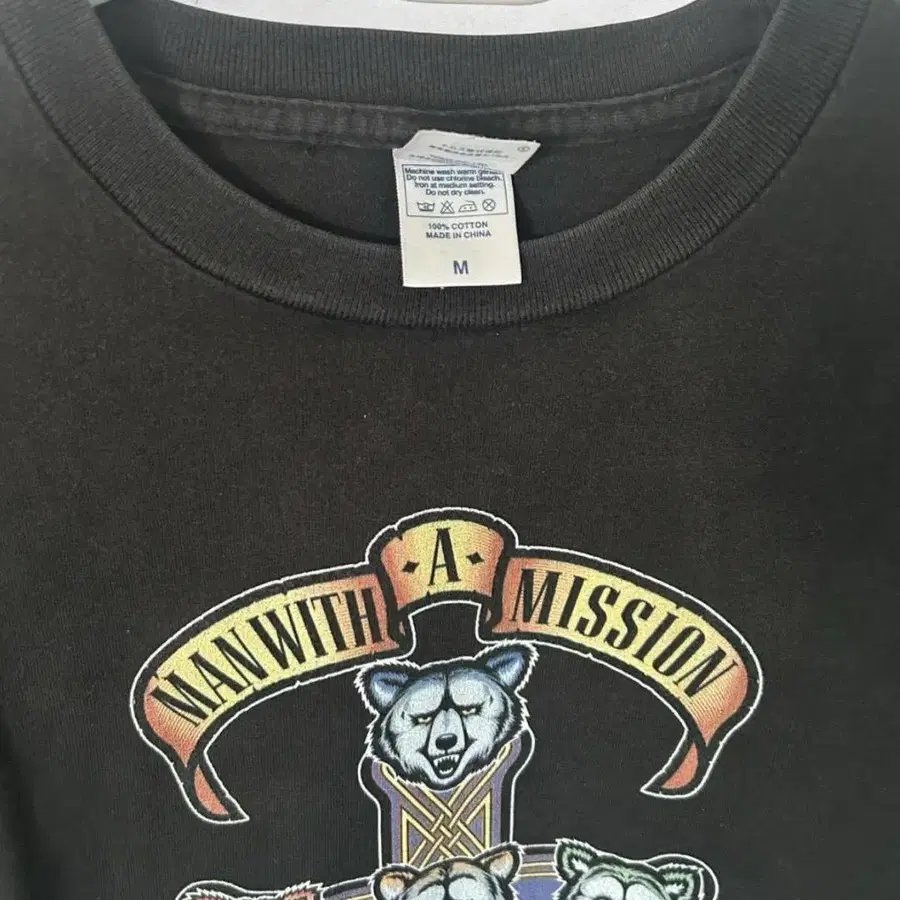 Machine wash warm
Do not use chlorine bleach.
Iron at medium setting.
Do not dry clean.
100% COTTON
MADE IN CHINA
M
MAN WITH A MISSION